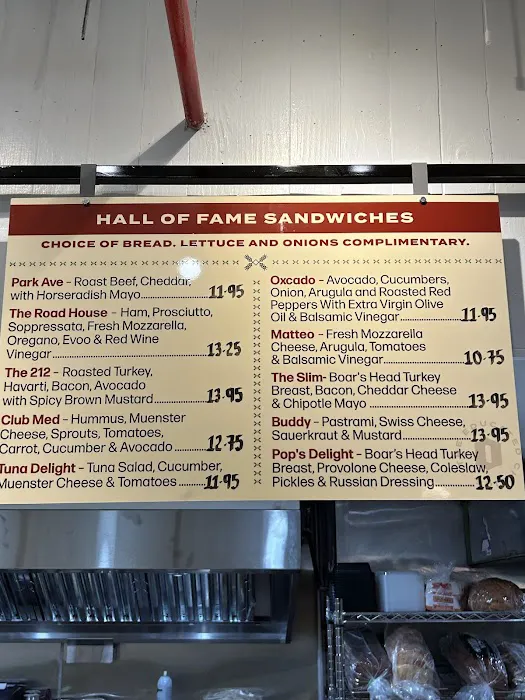 HALL OF FAME SANDWICHES
CHOICE OF BREAD. LETTUCE AND ONIONS COMPLIMENTARY.
Park Ave - Roast Beef, Cheddar,
with Horseradish Mayo 11.95
The Road House - Ham, Prosciutto,
Soppressata, Fresh Mozzarella,
Oregano, Evoo & Red Wine
Vinegar 13.25
The 212 - Roasted Turkey,
Havarti, Bacon, Avocado
with Spicy Brown Mustard 13.95
Club Med - Hummus, Muenster
Cheese, Sprouts, Tomatoes,
Carrot, Cucumber & Avocado 12.75
Tuna Delight - Tuna Salad, Cucumber,
Muenster Cheese & Tomatoes 11.95
Oxcado - Avocado, Cucumbers,
Onion, Arugula and Roasted Red
Peppers With Extra Virgin Olive
Oil & Balsamic Vinegar 11.95
Matteo - Fresh Mozzarella
Cheese, Arugula, Tomatoes
& Balsamic Vinegar 10.75
The Slim- Boar's Head Turkey
Breast, Bacon, Cheddar Cheese
& Chipotle Mayo 13.95
Buddy - Pastrami, Swiss Cheese,
Sauerkraut & Mustard 13.95
Pop's Delight - Boar's Head Turkey
Breast, Provolone Cheese, Coleslaw,
Pickles & Russian Dressing 12.50